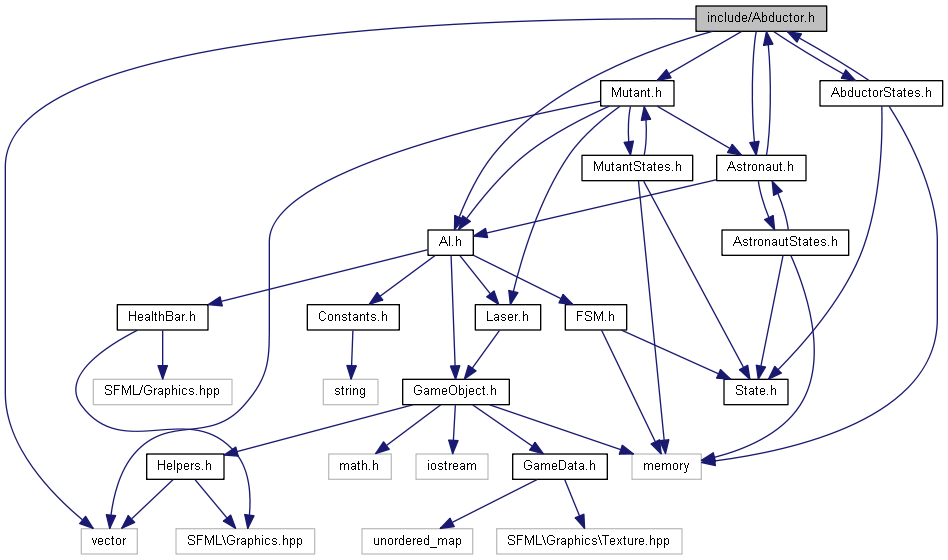 include/Abductor.h
Mutant.h
AbductorStates.h
MutantStates.h
Astronaut.h
AI.h
AstronautStates.h
HealthBar.h
Constants.h
Laser.h
FSM.h
SFML/Graphics.hpp
string
GameObject.h
State.h
Helpers.h
math.h
iostream
GameData.h
memory
vector
SFML\Graphics.hpp
unordered_map
SFML\Graphics\Texture.hpp